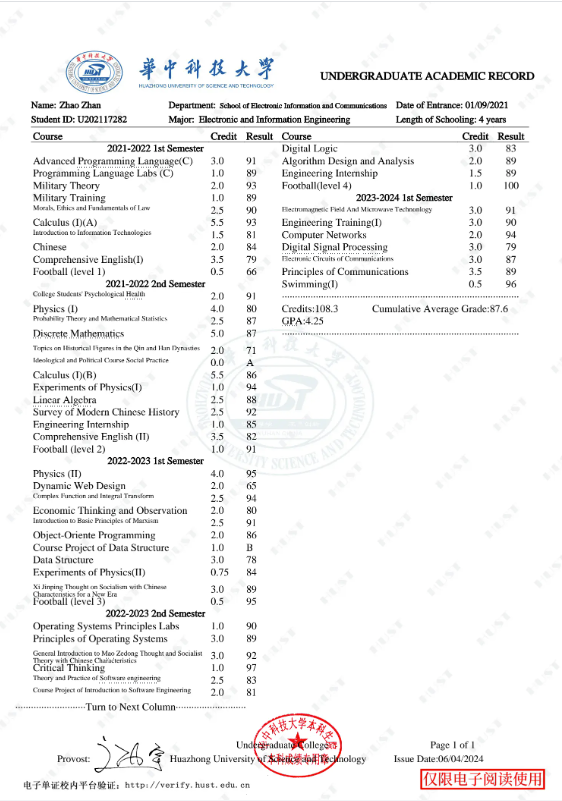 華中科技大學
HUAZHONG UNIVERSITY OF SCIENCE AND TECHNOLOGY
UNDERGRADUATE ACADEMIC RECORD
Name: Zhao Zhan Department: School of Electronic Information and Communications Date of Entrance: 01/09/2021
Student ID: U202117282 Major: Electronic and Information Engineering Length of Schooling: 4 years
Course Credit Result
2021-2022 1st Semester
Advanced Programming Language(C) 3.0 91
Programming Language Labs (C) 1.0 89
Military Theory 2.0 93
Military Training 1.0 89
Morals, Ethics and Fundamentals of Law 2.5 90
Calculus (I)(A) 5.5 93
Introduction to Information Technologies 1.5 81
Chinese 2.0 84
Comprehensive English(I) 3.5 79
Football (level 1) 0.5 66
2021-2022 2nd Semester
College Students' Psychological Health 2.0 91
Physics (I) 4.0 80
Probability Theory and Mathematical Statistics 2.5 87
Discrete Mathematics 5.0 87
Topics on Historical Figures in the Qin and Han Dynasties 2.0 71
Ideological and Political Course Social Practice 0.0 A
Calculus (I)(B) 5.5 86
Experiments of Physics(I) 1.0 94
Linear Algebra 2.5 88
Survey of Modern Chinese History 2.5 92
Engineering Internship 1.0 85
Comprehensive English (II) 3.5 82
Football (level 2) 1.0 91
2022-2023 1st Semester
Physics (II) 4.0 95
Dynamic Web Design 2.0 65
Complex Function and Integral Transform 2.5 94
Economic Thinking and Observation 2.0 80
Introduction to Basic Principles of Marxism 2.5 91
Object-Oriente Programming 2.0 86
Course Project of Data Structure 1.0 B
Data Structure 3.0 78
Experiments of Physics(II) 0.75 84
Xi Jinping Thought on Socialism with Chinese
Characteristics for a New Era 3.0 89
Football (level 3) 0.5 95
2022-2023 2nd Semester
Operating Systems Principles Labs 1.0 90
Principles of Operating Systems 3.0 89
General Introduction to Mao Zedong Thought and Socialist
Theory with Chinese Characteristics 3.0 92
Critical Thinking 1.0 97
Theory and Practice of Software engineering 2.5 83
Course Project of Introduction to Software Engineering 2.0 81
Turn to Next Column
Course Credit Result
Digital Logic 3.0 83
Algorithm Design and Analysis 2.0 89
Engineering Internship 1.5 89
Football(level 4) 1.0 100
2023-2024 1st Semester
Electromagnetic Field And Microwave Technonlogy 3.0 91
Engineering Training(I) 3.0 90
Computer Networks 2.0 94
Digital Signal Processing 3.0 79
Electronic Circuits of Communications 3.0 87
Principles of Communications 3.5 89
Swimming(I) 0.5 96
Credits:108.3 Cumulative Average Grade:87.6
GPA:4.25
Undergraduate College
Provost: Huazhong University of Science and Technology
Page 1 of 1
Issue Date:06/04/2024
电子单证校内平台验证: http://verify.hust.edu.cn
仅限电子阅读使用